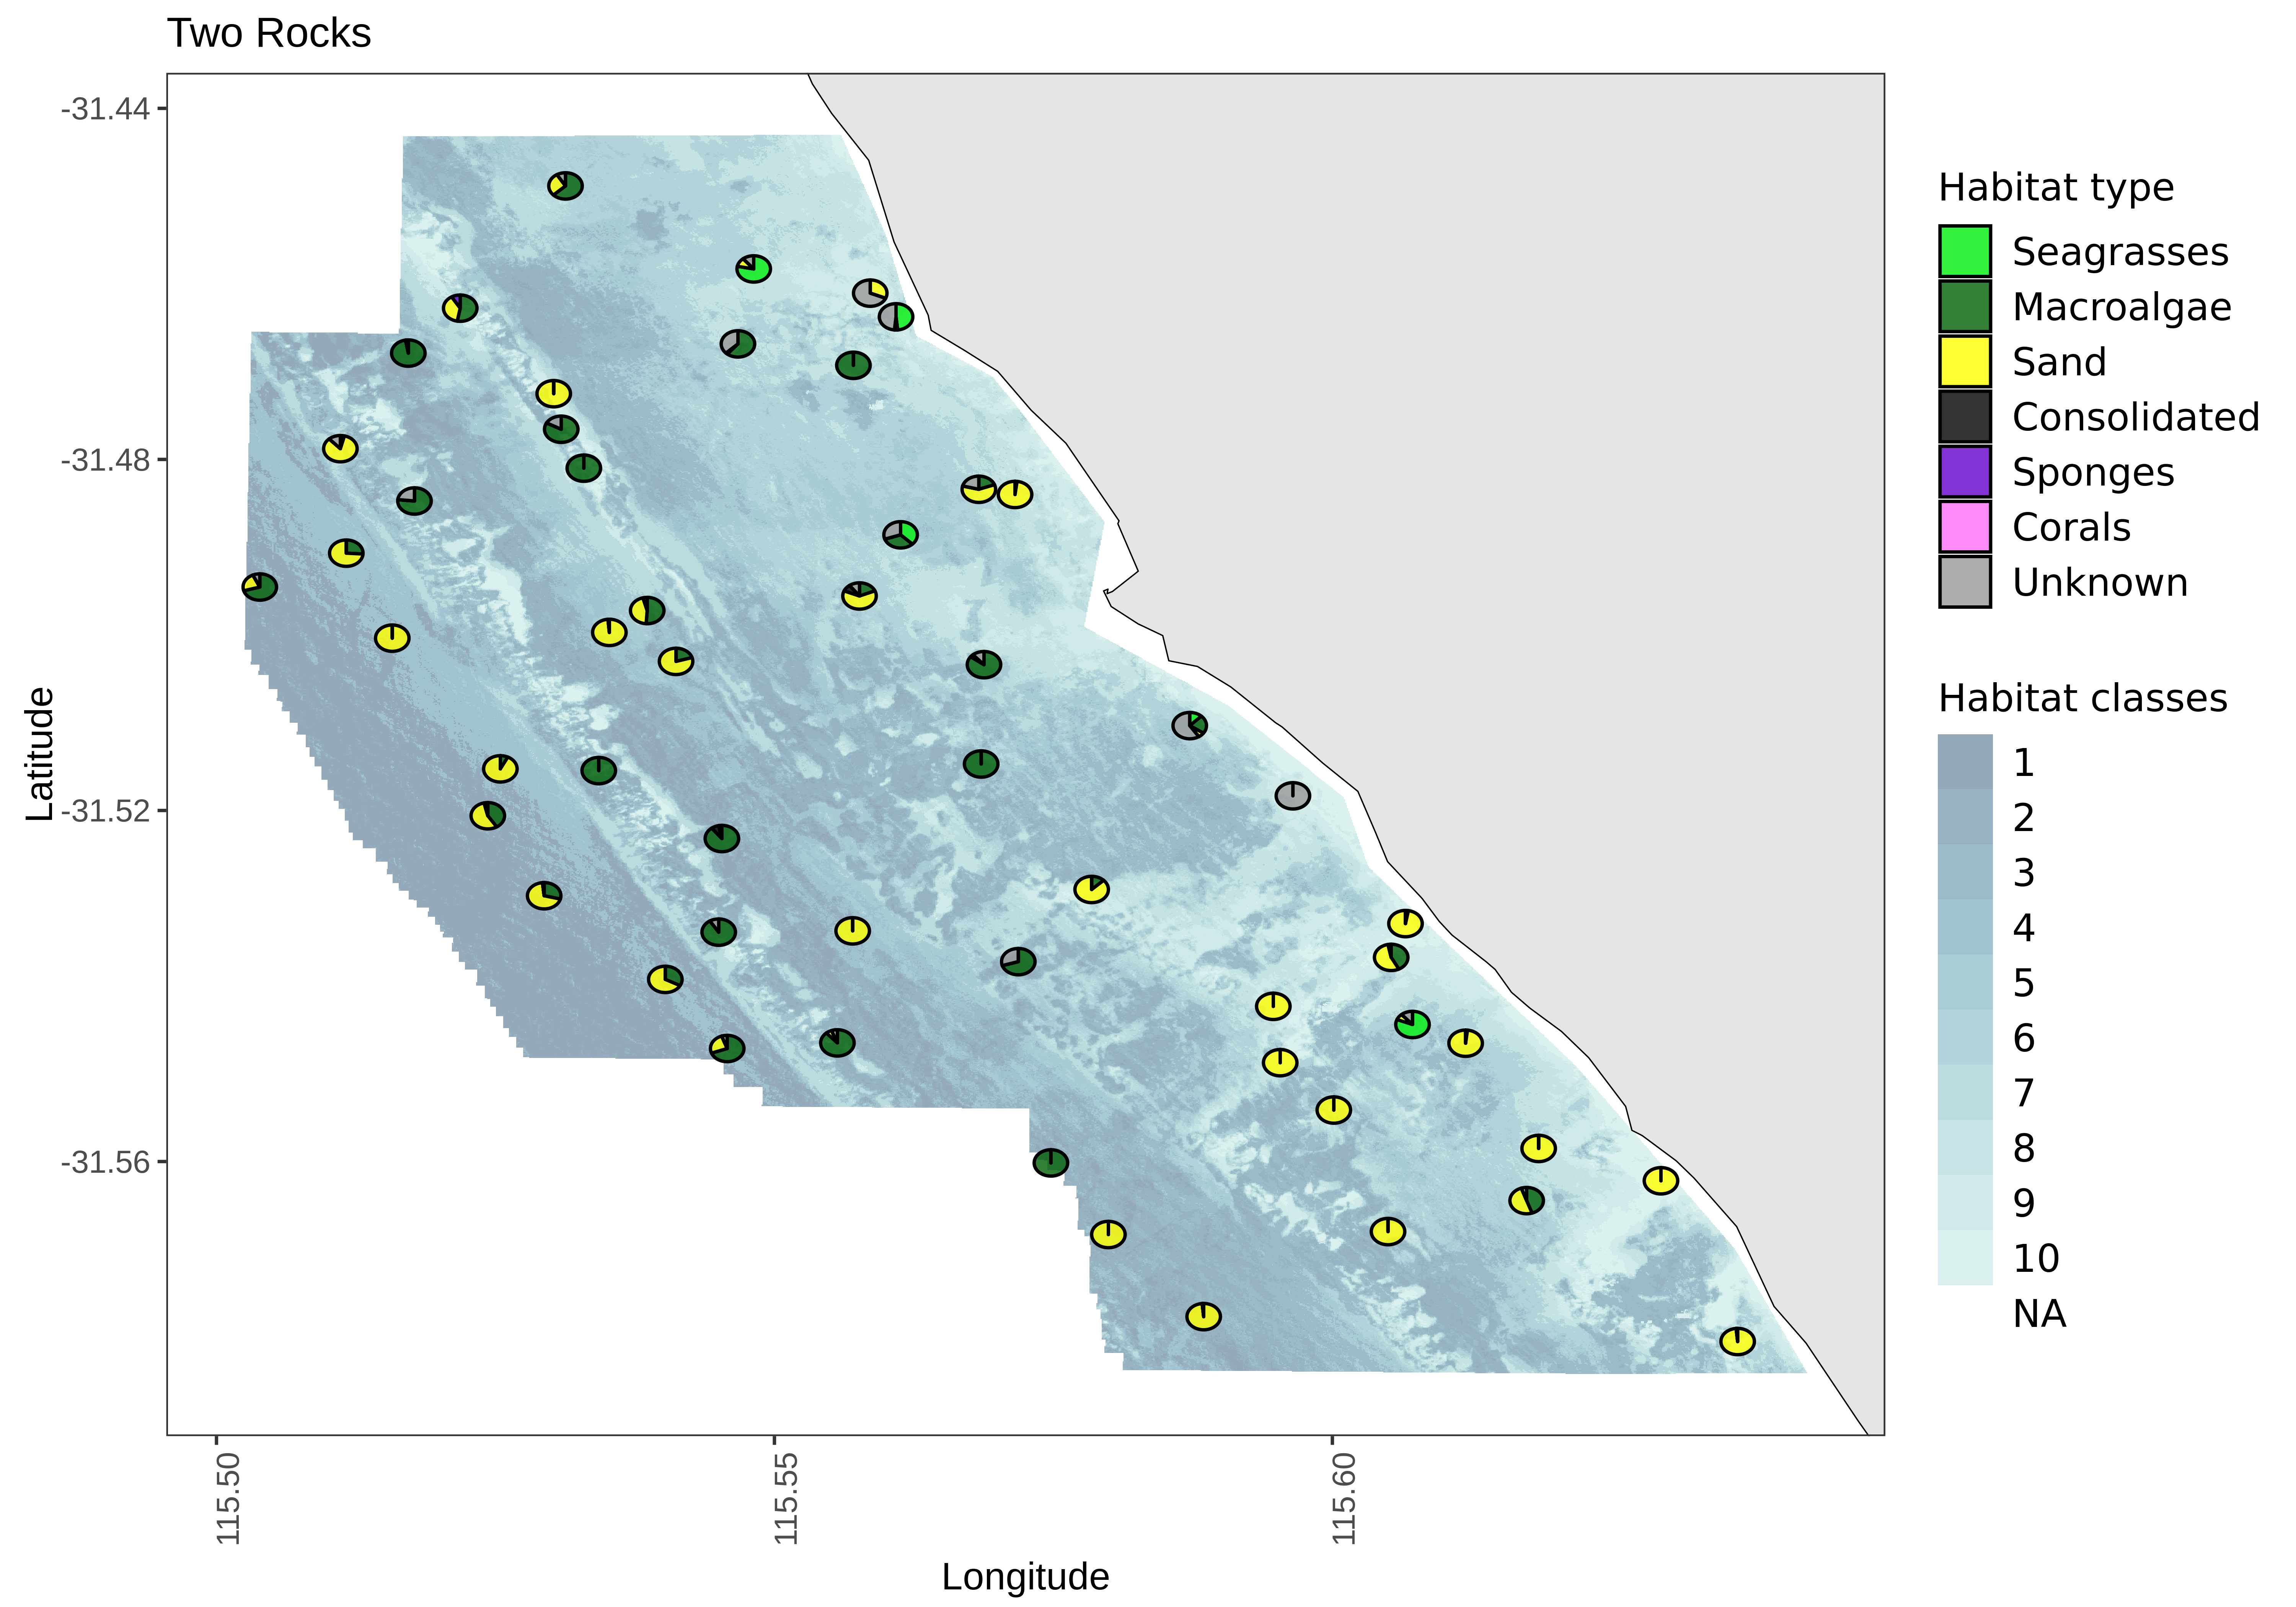 Two Rocks
-31.44
-31.48
-31.52
-31.56
Latitude
115.50
115.55
115.60
Longitude
Habitat type
Seagrasses
Macroalgae
Sand
Consolidated
Sponges
Corals
Unknown
Habitat classes
1
2
3
4
5
6
7
8
9
10
NA